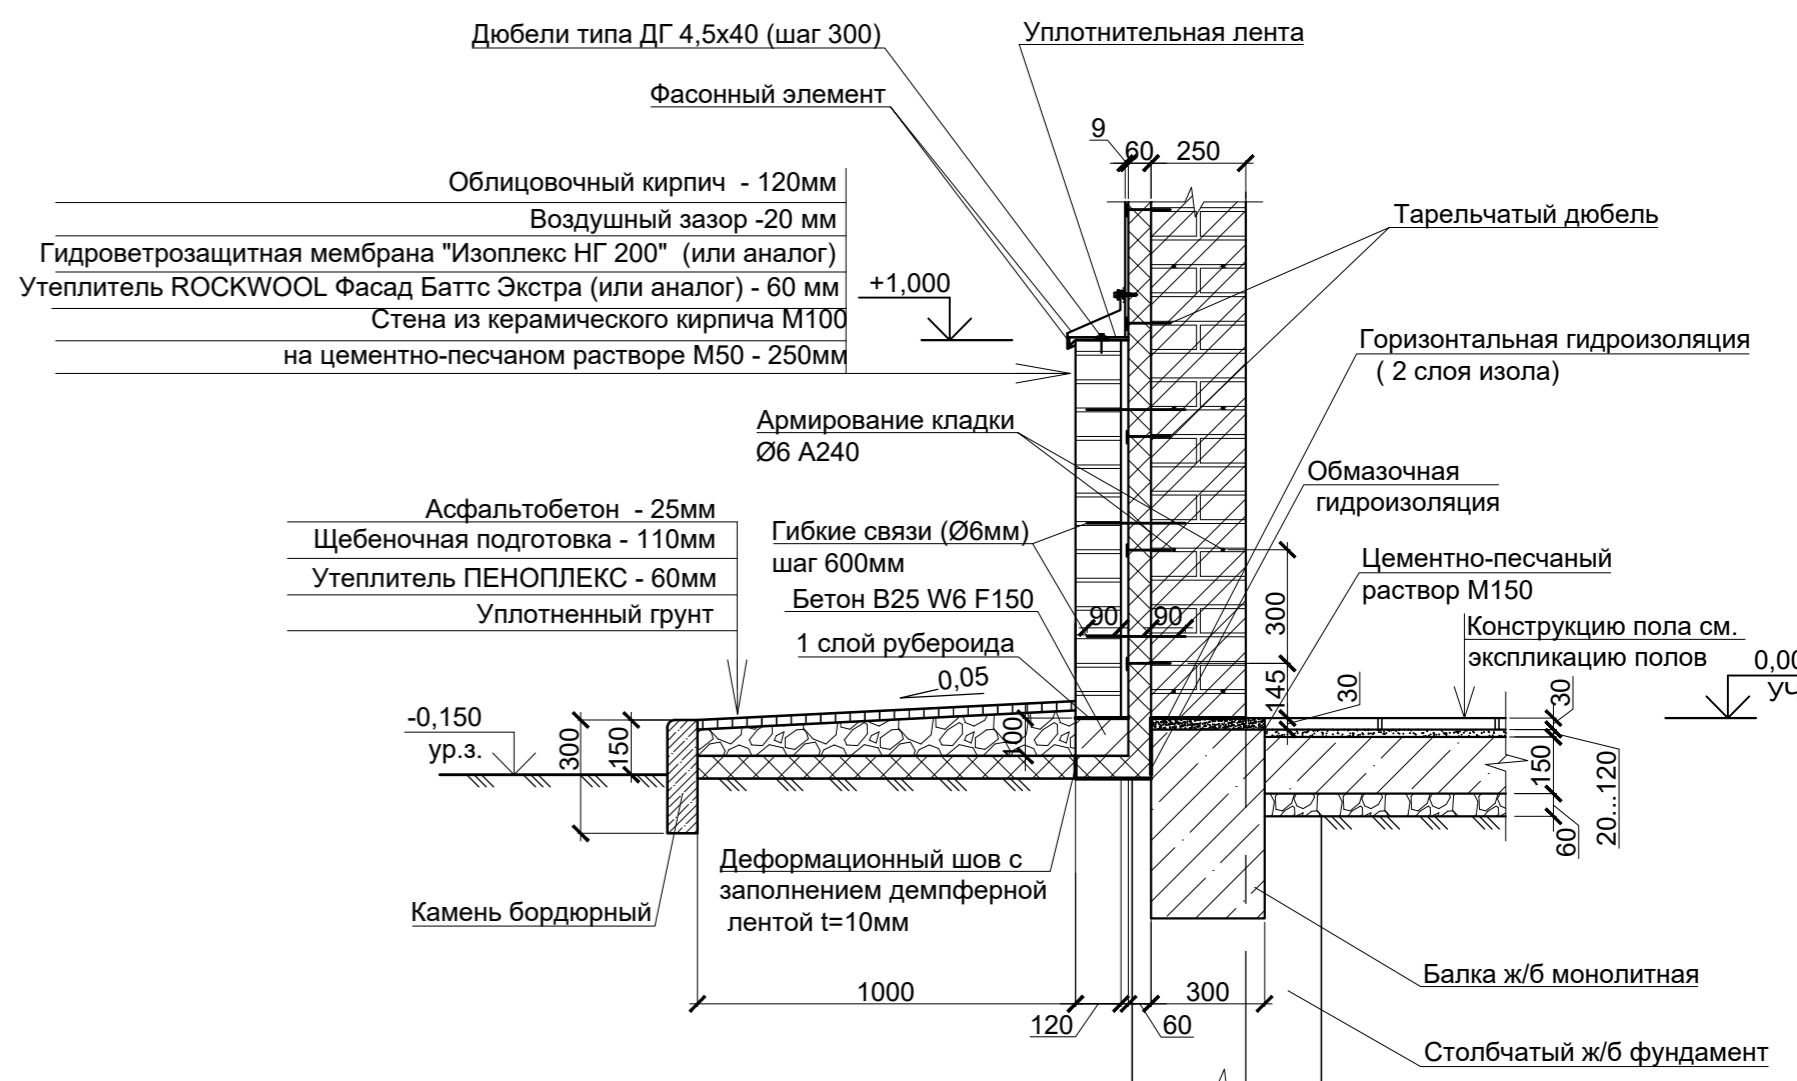 Дюбели типа ДГ 4,5х40 (шаг 300)
Уплотнительная лента
Фасонный элемент
9
60
250
Облицовочный кирпич - 120мм
Воздушный зазор -20 мм
Гидроветрозащитная мембрана "Изоплекс НГ 200" (или аналог)
Утеплитель ROCKWOOL Фасад Баттс Экстра (или аналог) - 60 мм
Стена из керамического кирпича М100
на цементно-песчаном растворе М50 - 250мм
+1,000
Тарельчатый дюбель
Горизонтальная гидроизоляция
( 2 слоя изола)
Армирование кладки
Ø6 А240
Обмазочная
гидроизоляция
Асфальтобетон - 25мм
Щебеночная подготовка - 110мм
Утеплитель ПЕНОПЛЕКС - 60мм
Уплотненный грунт
Гибкие связи (Ø6мм)
шаг 600мм
Бетон В25 W6 F150
1 слой рубероида
Цементно-песчаный
раствор М150
90
90
300
145
Конструкцию пола см.
экспликацию полов
0,00
УЧ
0,05
30
30
-0,150
ур.з.
300
150
100
150
60
20...120
Деформационный шов с
заполнением демпферной
лентой t=10мм
Камень бордюрный
Балка ж/б монолитная
1000
300
120
60
Столбчатый ж/б фундамент